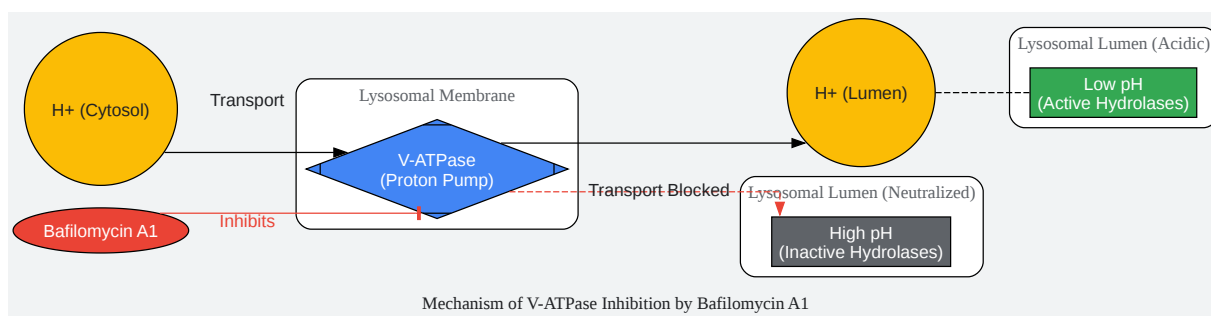 H+ (Cytosol)
Transport
Lysosomal Membrane
V-ATPase
(Proton Pump)
H+ (Lumen)
Lysosomal Lumen (Acidic)
Low pH
(Active Hydrolases)
Bafilomycin A1
Inhibits
Transport Blocked
Lysosomal Lumen (Neutralized)
High pH
(Inactive Hydrolases)
Mechanism of V-ATPase Inhibition by Bafilomycin A1